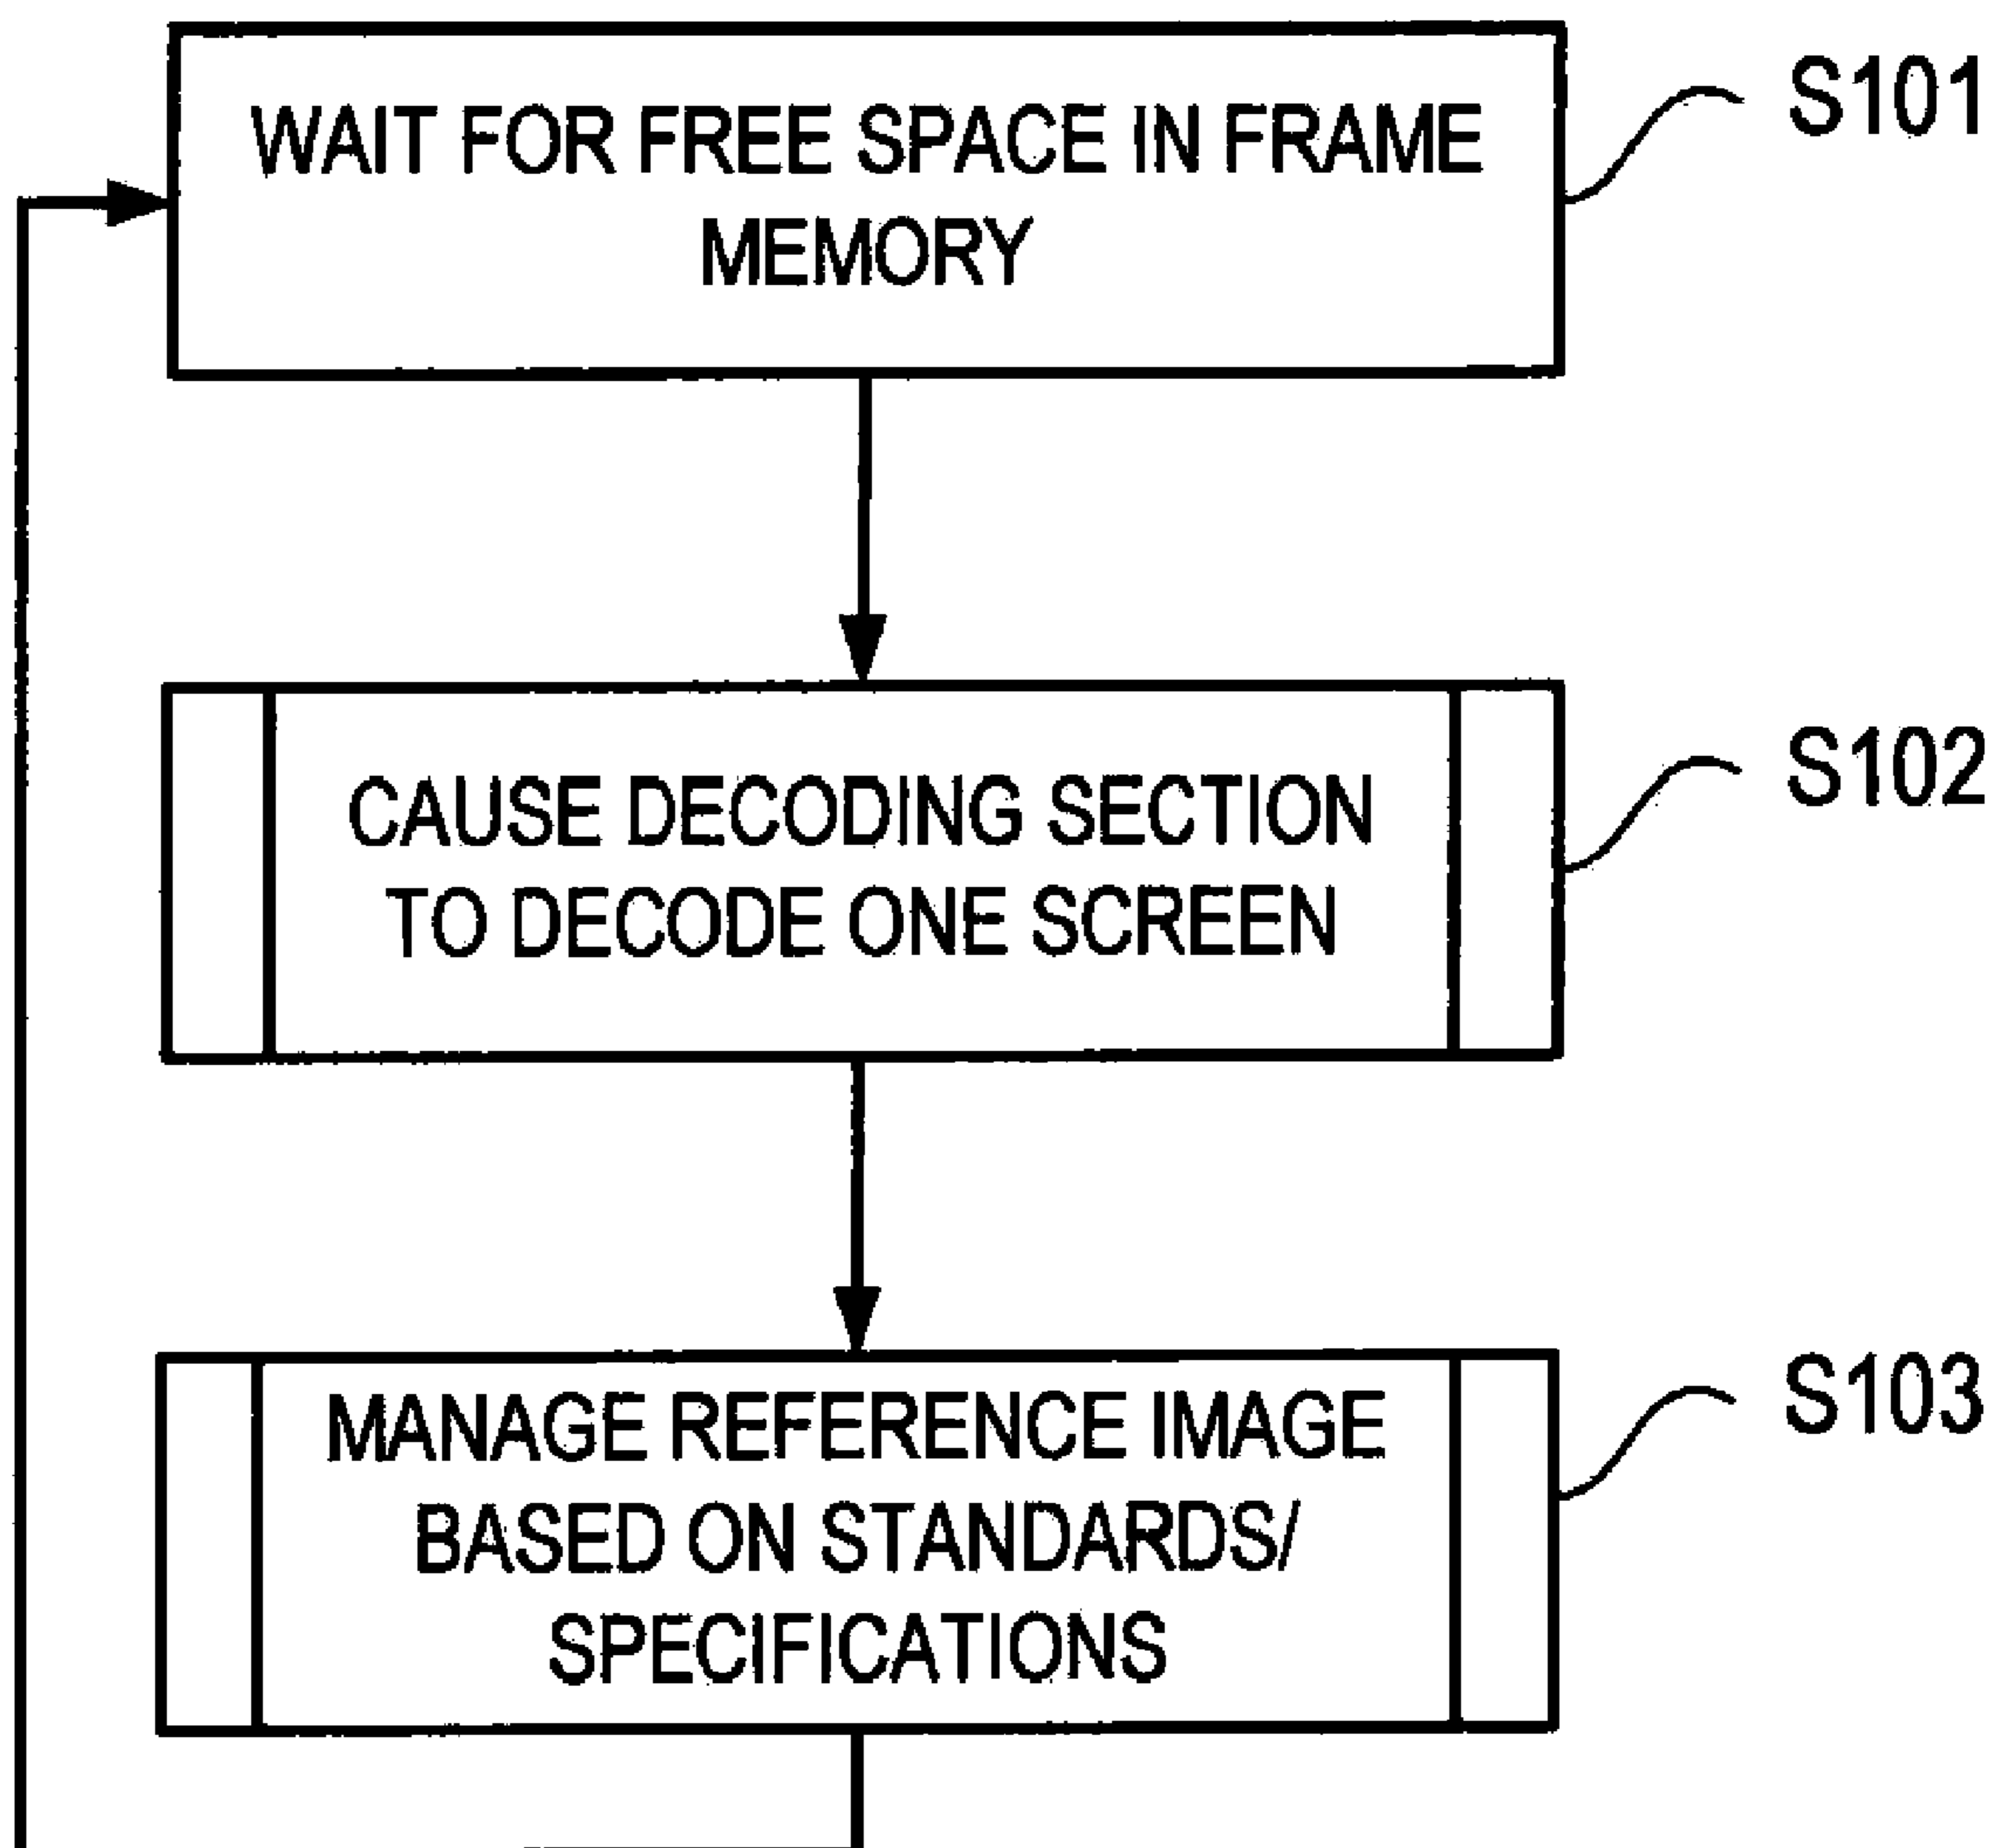 WAIT FOR FREE SPACE IN FRAME
MEMORY
S101
CAUSE DECODING SECTION
TO DECODE ONE SCREEN
S102
MANAGE REFERENCE IMAGE
BASED ON STANDARDS/
SPECIFICATIONS
S103